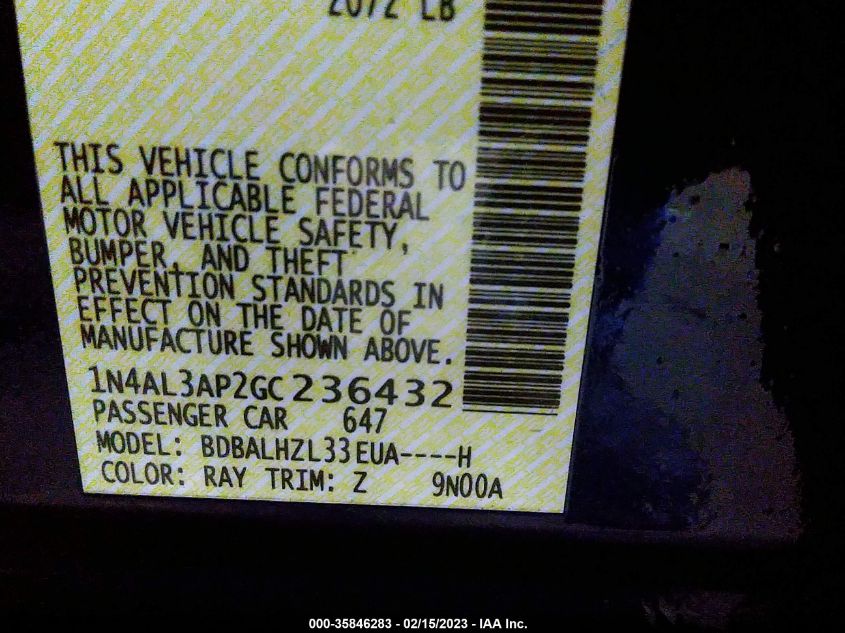 2072 LB
THIS VEHICLE CONFORMS TO
ALL APPLICABLE FEDERAL
MOTOR VEHICLE SAFETY,
BUMPER, AND THEFT
PREVENTION STANDARDS IN
EFFECT ON THE DATE OF
MANUFACTURE SHOWN ABOVE.
1N4AL3AP2GC236432
PASSENGER CAR 647
MODEL: BDBALHZL33EUA----H
COLOR: RAY TRIM: Z 9N00A
000-35846283 - 02/15/2023 - IAA Inc.